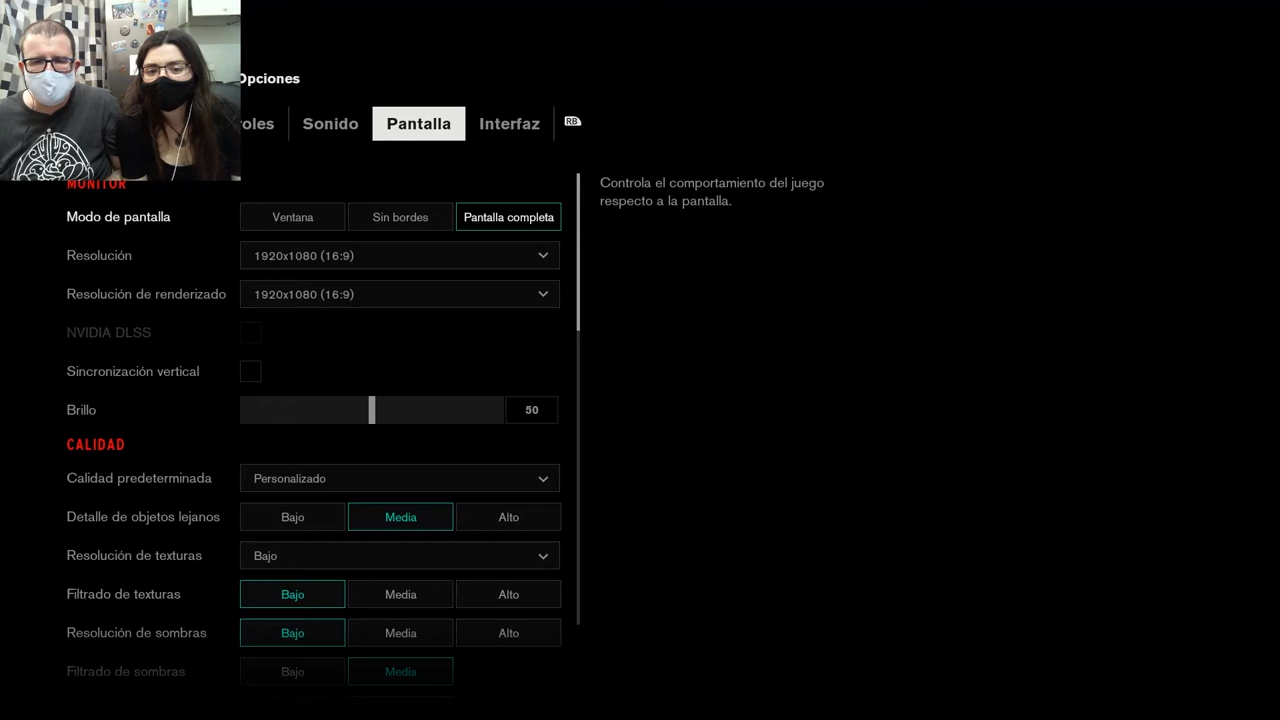 Opciones
oles
Sonido
Pantalla
Interfaz
RB
MONITOR
Controla el comportamiento del juego
respecto a la pantalla.
Modo de pantalla
Ventana
Sin bordes
Pantalla completa
Resolución
1920x1080 (16:9)
Resolución de renderizado
1920x1080 (16:9)
NVIDIA DLSS
Sincronización vertical
Brillo
50
CALIDAD
Calidad predeterminada
Personalizado
Detalle de objetos lejanos
Bajo
Media
Alto
Resolución de texturas
Bajo
Filtrado de texturas
Bajo
Media
Alto
Resolución de sombras
Bajo
Media
Alto
Filtrado de sombras
Bajo
Media